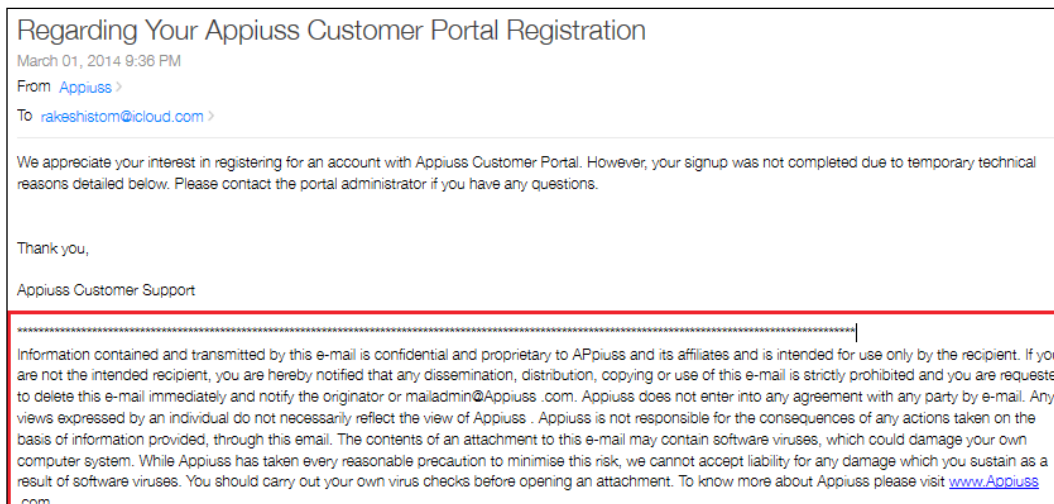 Regarding Your Appiuss Customer Portal Registration
March 01, 2014 9:36 PM
From Appiuss >
To rakeshistom@icloud.com >
We appreciate your interest in registering for an account with Appiuss Customer Portal. However, your signup was not completed due to temporary technical
reasons detailed below. Please contact the portal administrator if you have any questions.
Thank you,
Appiuss Customer Support
Information contained and transmitted by this e-mail is confidential and proprietary to APpiuss and its affiliates and is intended for use only by the recipient. If you
are not the intended recipient, you are hereby notified that any dissemination, distribution, copying or use of this e-mail is strictly prohibited and you are requeste
to delete this e-mail immediately and notify the originator or mailadmin@Appiuss .com. Appiuss does not enter into any agreement with any party by e-mail. Any
views expressed by an individual do not necessarily reflect the view of Appiuss . Appiuss is not responsible for the consequences of any actions taken on the
basis of information provided, through this email. The contents of an attachment to this e-mail may contain software viruses, which could damage your own
computer system. While Appiuss has taken every reasonable precaution to minimise this risk, we cannot accept liability for any damage which you sustain as a
result of software viruses. You should carry out your own virus checks before opening an attachment. To know more about Appiuss please visit www.Appiuss
.com